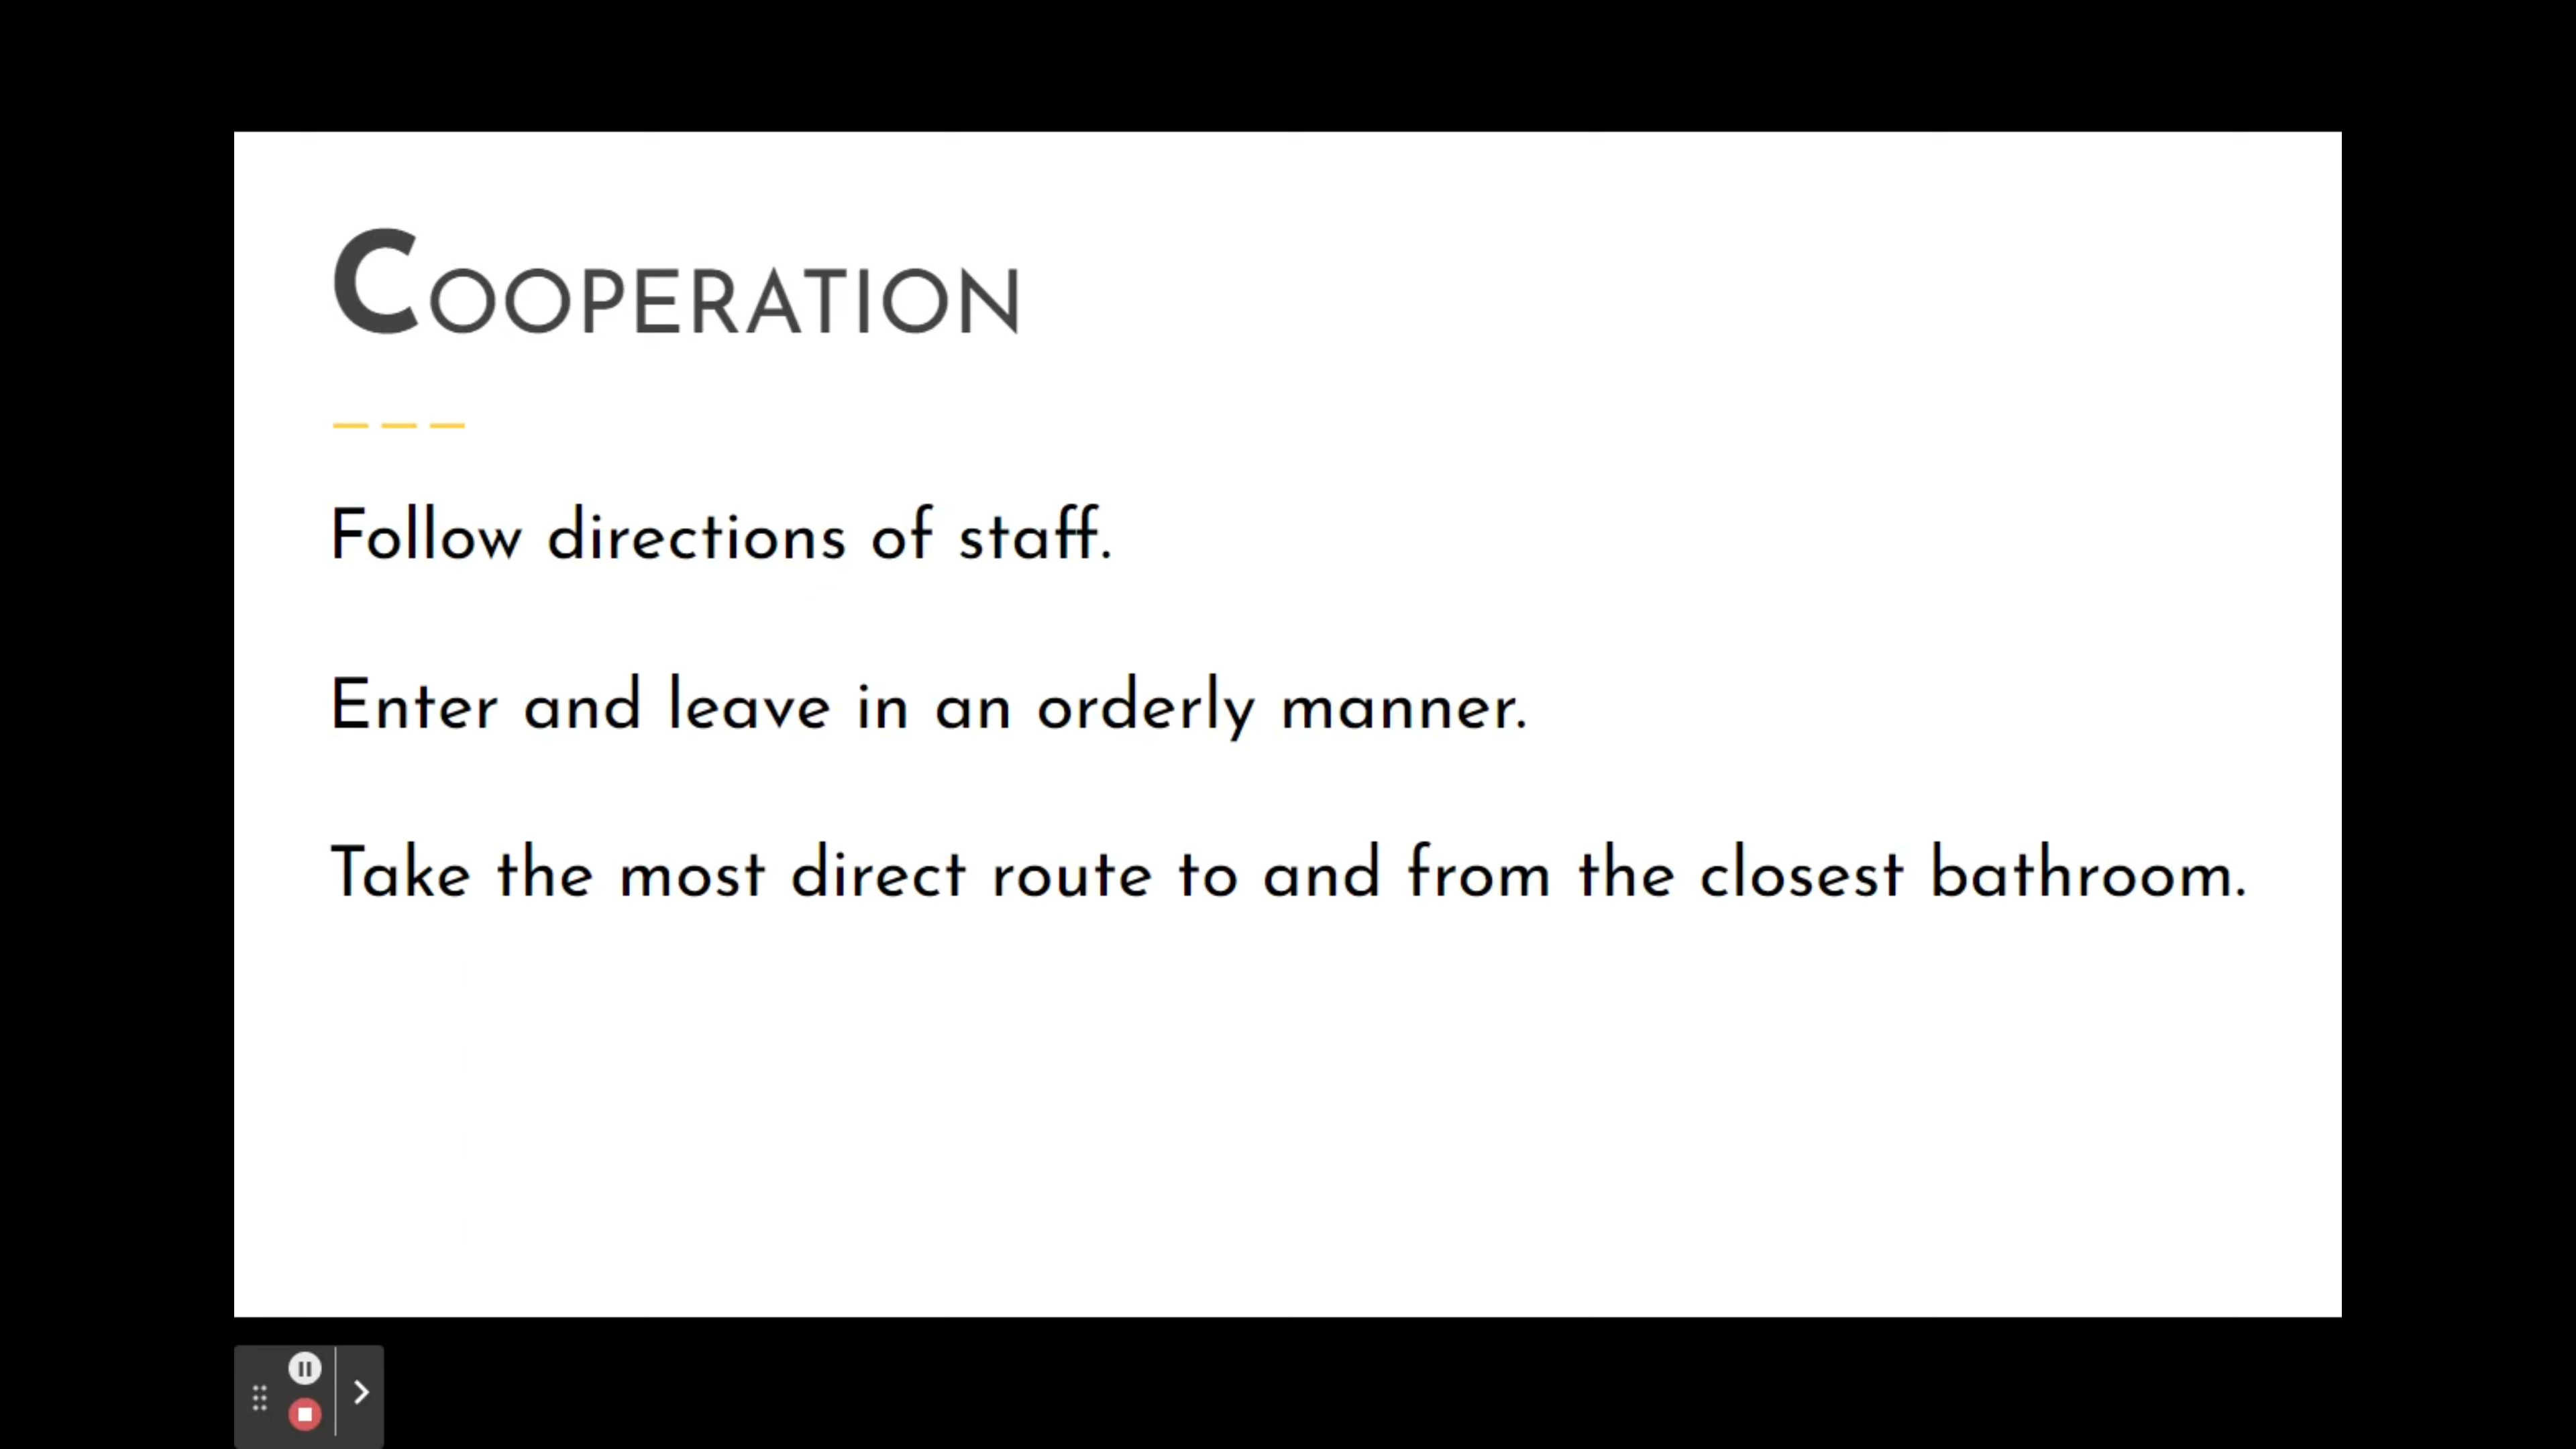 COOPERATION
Follow directions of staff.
Enter and leave in an orderly manner.
Take the most direct route to and from the closest bathroom.